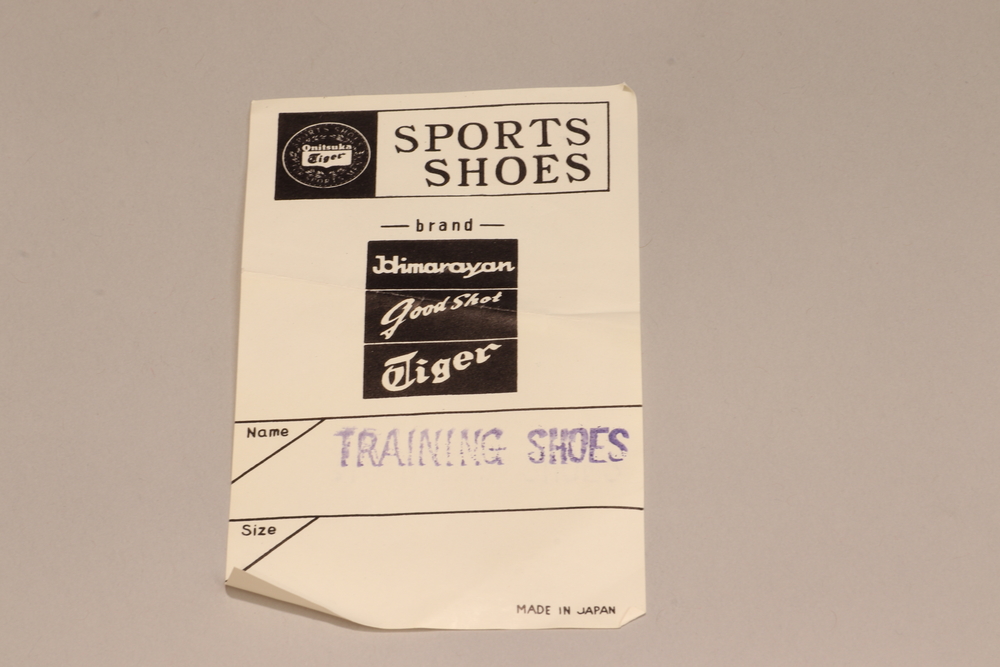 Onitsuka
Tiger
SPORTS
SHOES
brand
Himarayan
Good Shot
Tiger
Name
TRAINING SHOES
Size
MADE IN JAPAN